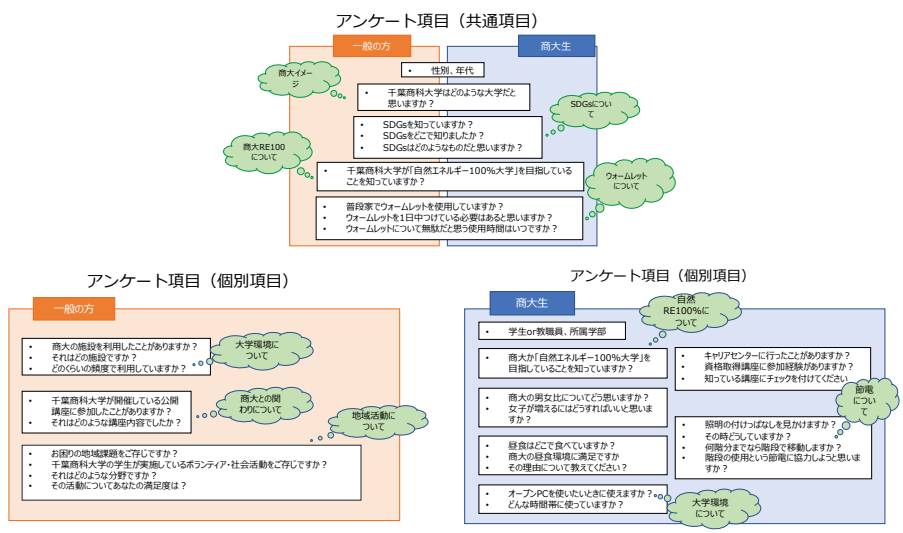 アンケート項目（共通項目）
一般の方
商大生
• 性別、年代
商大イメー
ジ
• 千葉商科大学はどのような大学だと
思いますか？
SDGsについ
て
• SDGsを知っていますか？
• SDGsをどこで知りましたか？
• SDGsはどのようなものだと思いますか？
商大RE100
について
• 千葉商科大学が「自然エネルギー100％大学」を目指している
ことを知っていますか？
ウォームレット
について
• 普段家でウォームレットを使用していますか？
• ウォームレットを1日中つけている必要はあると思いますか？
• ウォームレットについて無駄だと思う使用時間はいつですか？
アンケート項目（個別項目）
一般の方
• 商大の施設を利用したことがありますか？
• それはどの施設ですか？
• どのくらいの頻度で利用していますか？
大学環境に
ついて
• 千葉商科大学が開催している公開
講座に参加したことがありますか？
• それはどのような講座内容でしたか？
商大との関
わりについて
地域活動に
ついて
• お困りの地域課題をご存じですか？
• 千葉商科大学の学生が実施しているボランティア・社会活動をご存じですか？
• それはどのような分野ですか？
• その活動についてあなたの満足度は？
アンケート項目（個別項目）
商大生
自然
RE100%に
ついて
• 学生or教職員、所属学部
• 商大が「自然エネルギー100％大学」を
目指していることを知っていますか？
• 商大の男女比についてどう思いますか？
• 女子が増えるにはどうすればいいと思いま
すか？
• 昼食はどこで食べていますか？
• 商大の昼食環境に満足ですか
• その理由について教えてください？
• オープンPCを使いたいときに使えますか？
• どんな時間帯に使っていますか？
大学環境
について
• キャリアセンターに行ったことがありますか？
• 資格取得講座に参加経験がありますか？
• 知っている講座にチェックを付けてください
節電
につい
て
• 照明の付けっぱなしを見かけますか？
• その時どうしていますか？
• 何階分までなら階段で移動しますか？
• 階段の使用という節電に協力しようと思いま
すか？